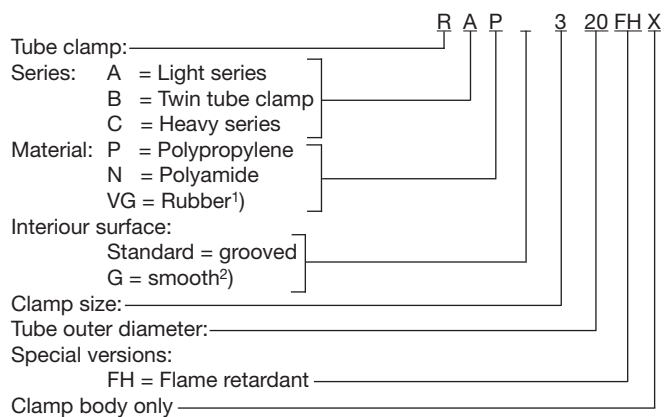 R A P _ 3 20 FH X
Tube clamp:
Series: A = Light series
B = Twin tube clamp
C = Heavy series
Material: P = Polypropylene
N = Polyamide
VG = Rubber¹)
Interiour surface:
Standard = grooved
G = smooth²)
Clamp size:
Tube outer diameter:
Special versions:
FH = Flame retardant
Clamp body only